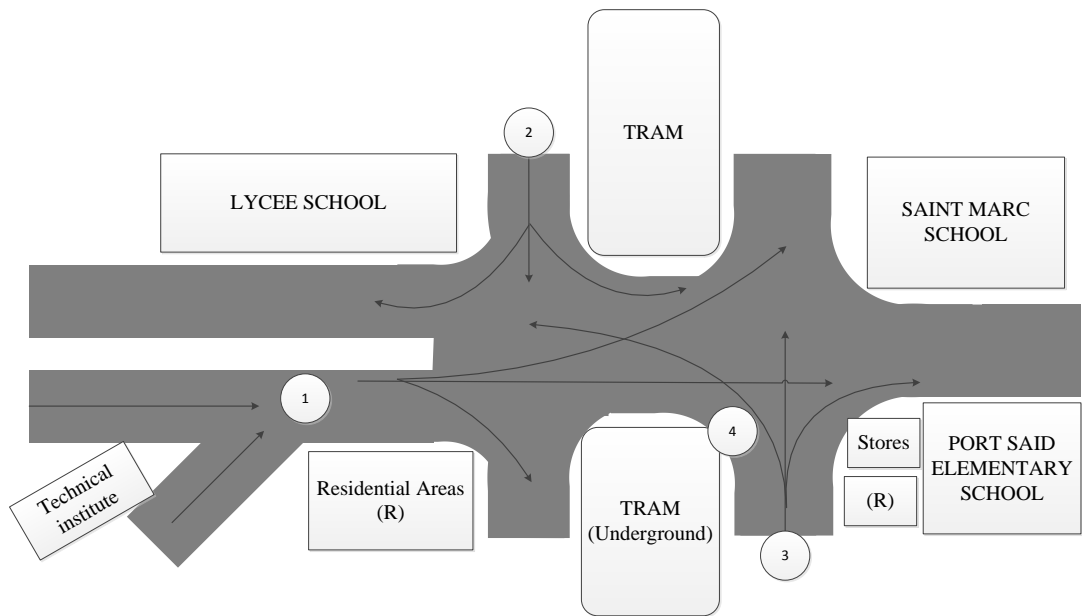 2
TRAM
LYCEE SCHOOL
SAINT MARC
SCHOOL
1
4
Stores
PORT SAID
ELEMENTARY
SCHOOL
Technical
institute
Residential Areas
(R)
TRAM
(Underground)
(R)
3